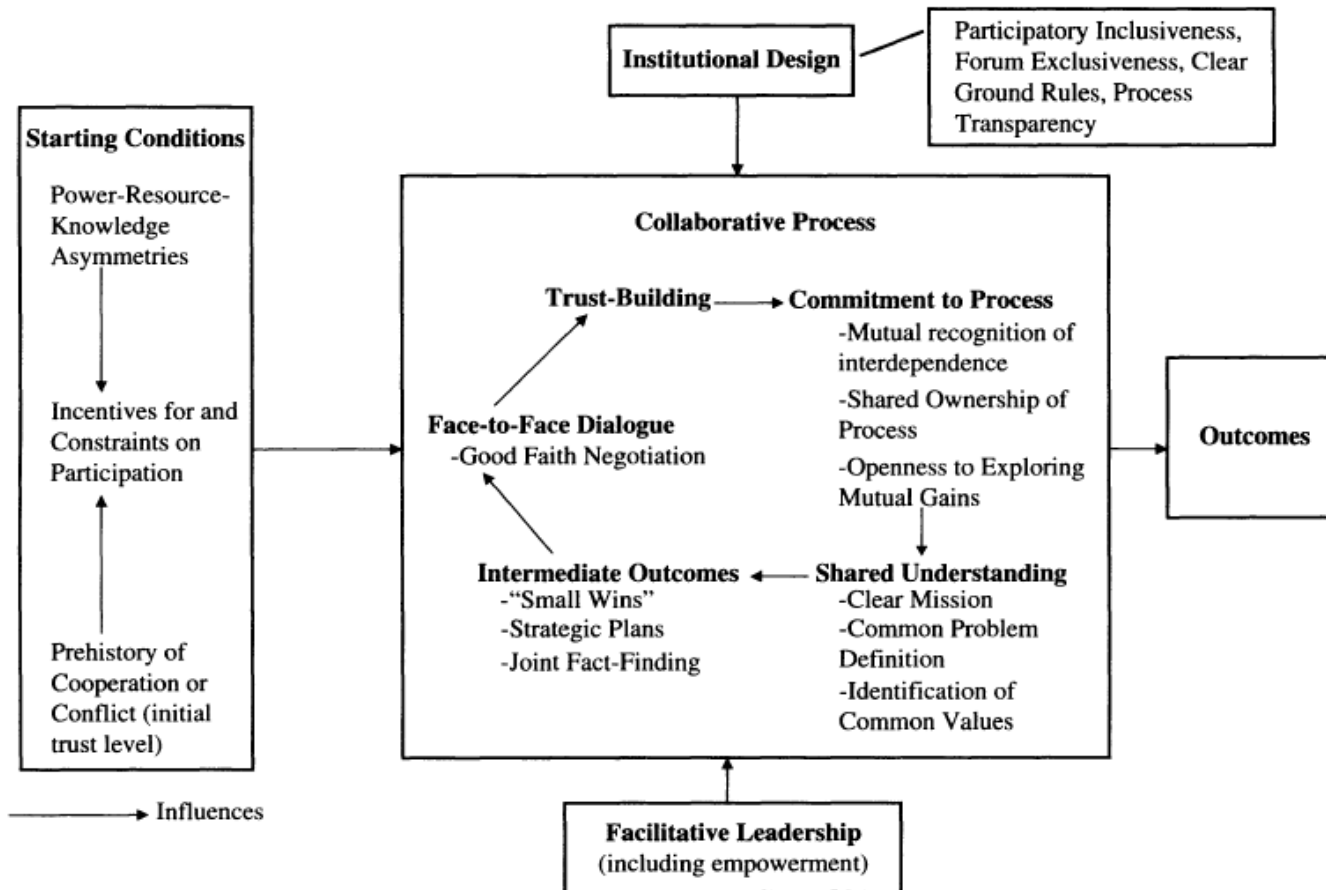 Institutional Design
Participatory Inclusiveness,
Forum Exclusiveness, Clear
Ground Rules, Process
Transparency
Starting Conditions
Power-Resource-
Knowledge
Asymmetries
Incentives for and
Constraints on
Participation
Prehistory of
Cooperation or
Conflict (initial
trust level)
Influences
Collaborative Process
Trust-Building
Commitment to Process
-Mutual recognition of
interdependence
-Shared Ownership of
Process
-Openness to Exploring
Mutual Gains
Face-to-Face Dialogue
-Good Faith Negotiation
Intermediate Outcomes
-“Small Wins”
-Strategic Plans
-Joint Fact-Finding
Shared Understanding
-Clear Mission
-Common Problem
Definition
-Identification of
Common Values
Outcomes
Facilitative Leadership
(including empowerment)